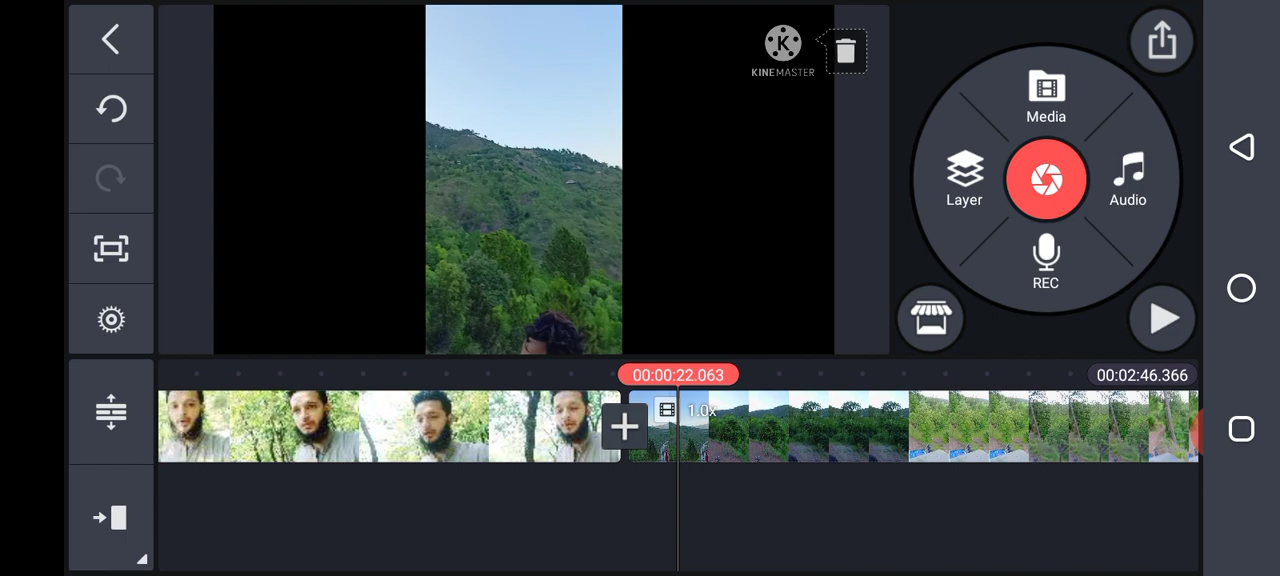 KINEMASTER
Media
Layer
Audio
REC
00:00:22.063
00:02:46.366
1.0x